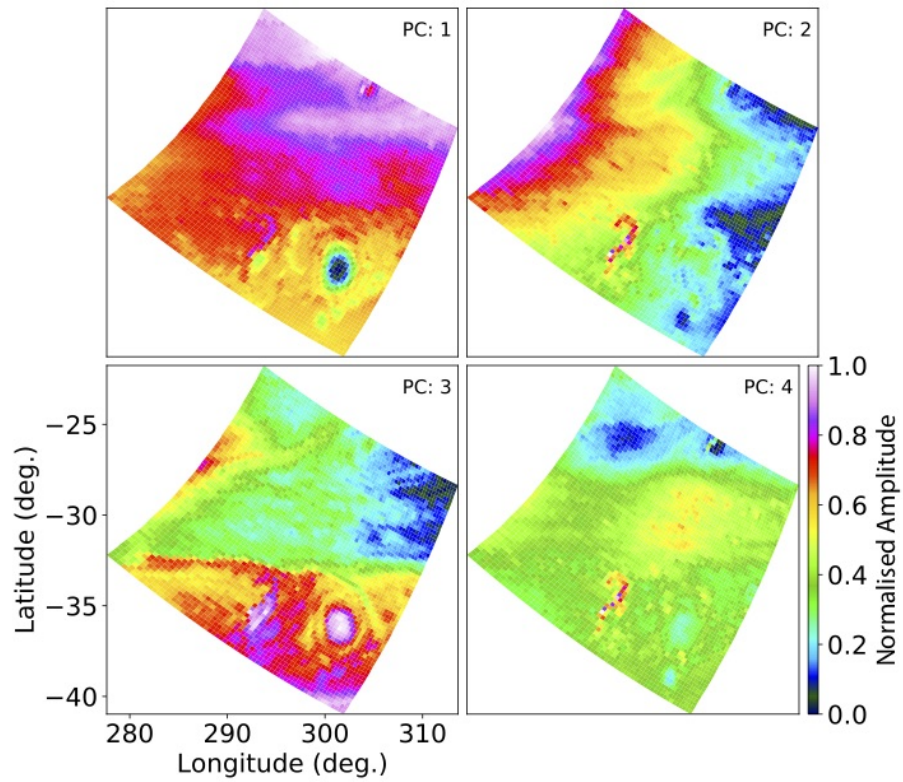 PC: 1
PC: 2
PC: 3
PC: 4
−25
−30
−35
−40
Latitude (deg.)
280
290
300
310
Longitude (deg.)
1.0
0.8
0.6
0.4
0.2
0.0
Normalised Amplitude